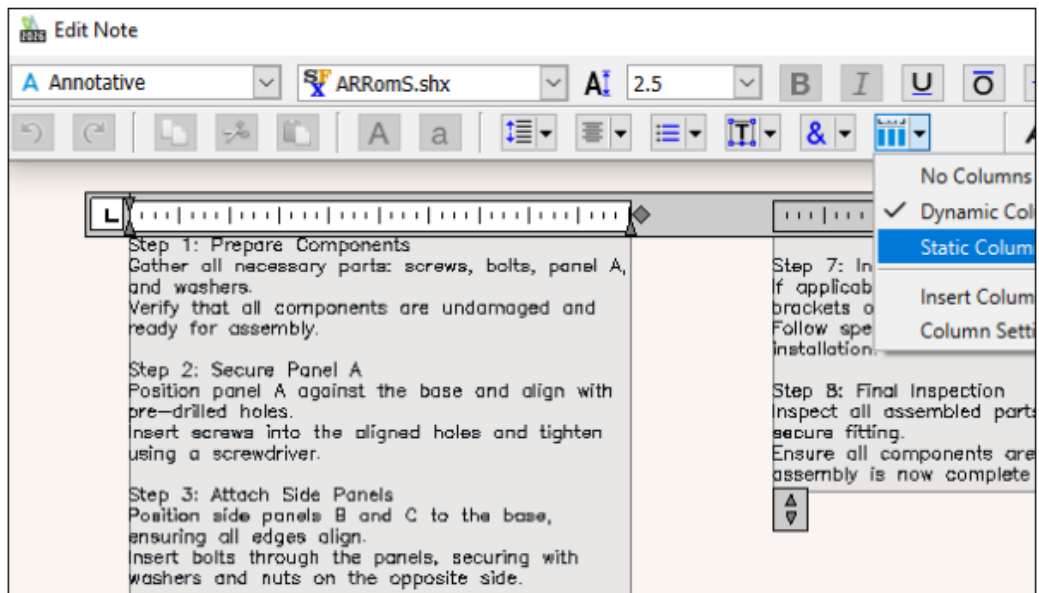 Edit Note
Annotative ARRomS.shx 2.5 B I U O
A a & A
No Columns
Dynamic Col
Static Colum
Insert Colum
Column Setti
Step 1: Prepare Components
Gather all necessary parts: screws, bolts, panel A,
and washers.
Verify that all components are undamaged and
ready for assembly.
Step 2: Secure Panel A
Position panel A against the base and align with
pre-drilled holes.
Insert screws into the aligned holes and tighten
using a screwdriver.
Step 3: Attach Side Panels
Position side panels B and C to the base,
ensuring all edges align.
Insert bolts through the panels, securing with
washers and nuts on the opposite side.
Step 7: In
If applicab
brackets o
Follow spe
installation.
Step 8: Final Inspection
Inspect all assembled parts
secure fitting.
Ensure all components are
assembly is now complete